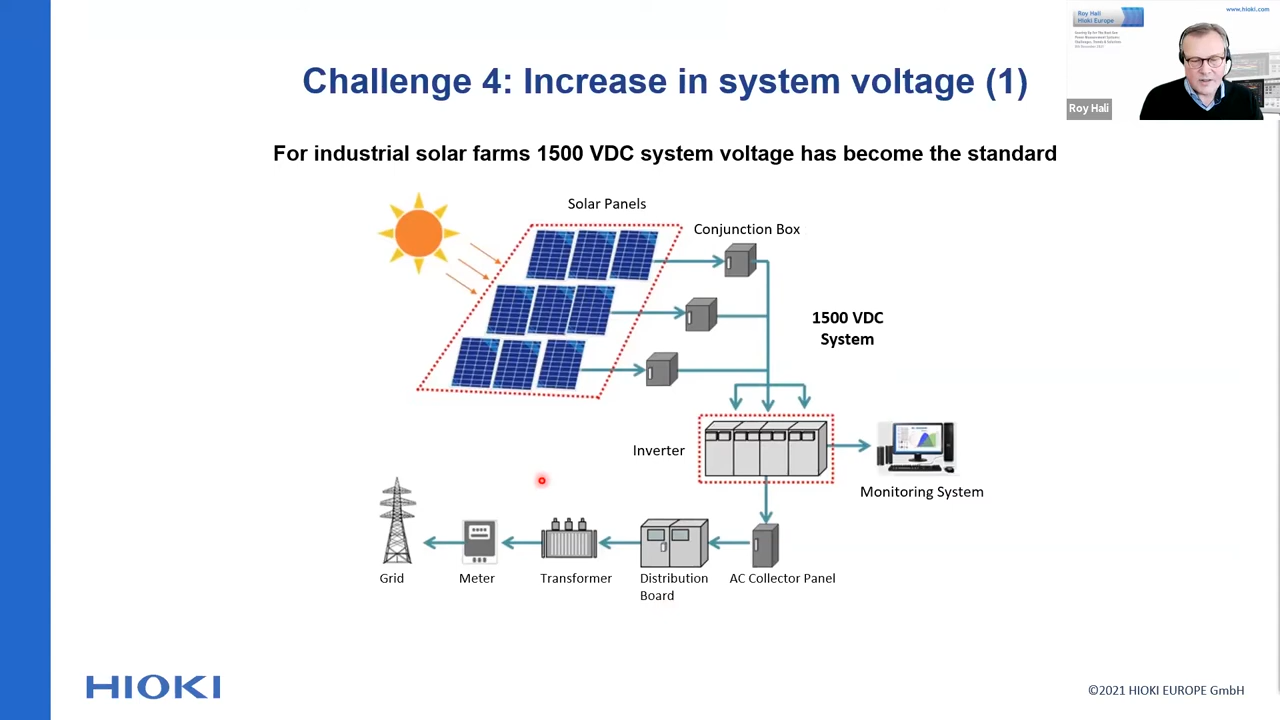 Roy Hali
Hioki Europe
www.hioki.com
Roy Hali
Challenge 4: Increase in system voltage (1)
For industrial solar farms 1500 VDC system voltage has become the standard
Solar Panels
Conjunction Box
1500 VDC
System
Inverter
Monitoring System
Grid
Meter
Transformer
Distribution
Board
AC Collector Panel
HIOKI
©2021 HIOKI EUROPE GmbH